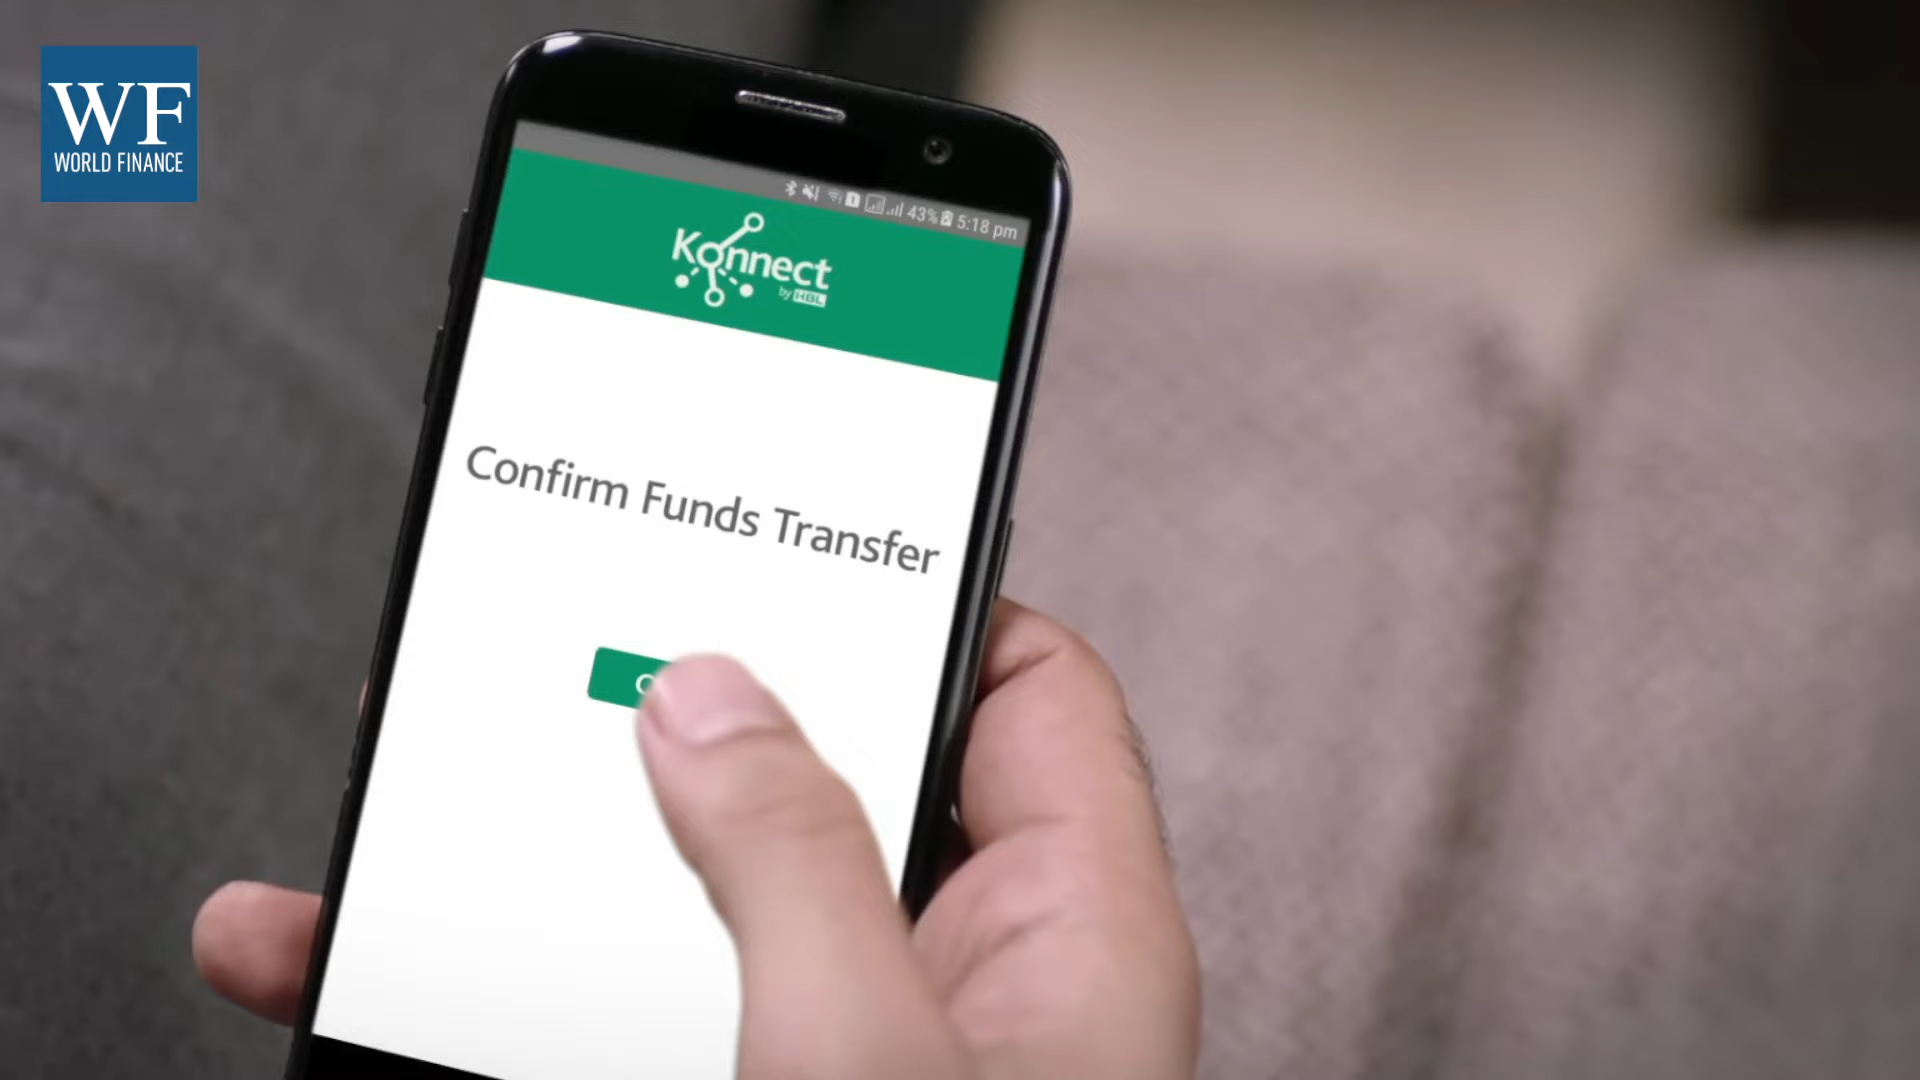 WF
WORLD FINANCE
43% 5:18 pm
Konnect
by HBL
Confirm Funds Transfer